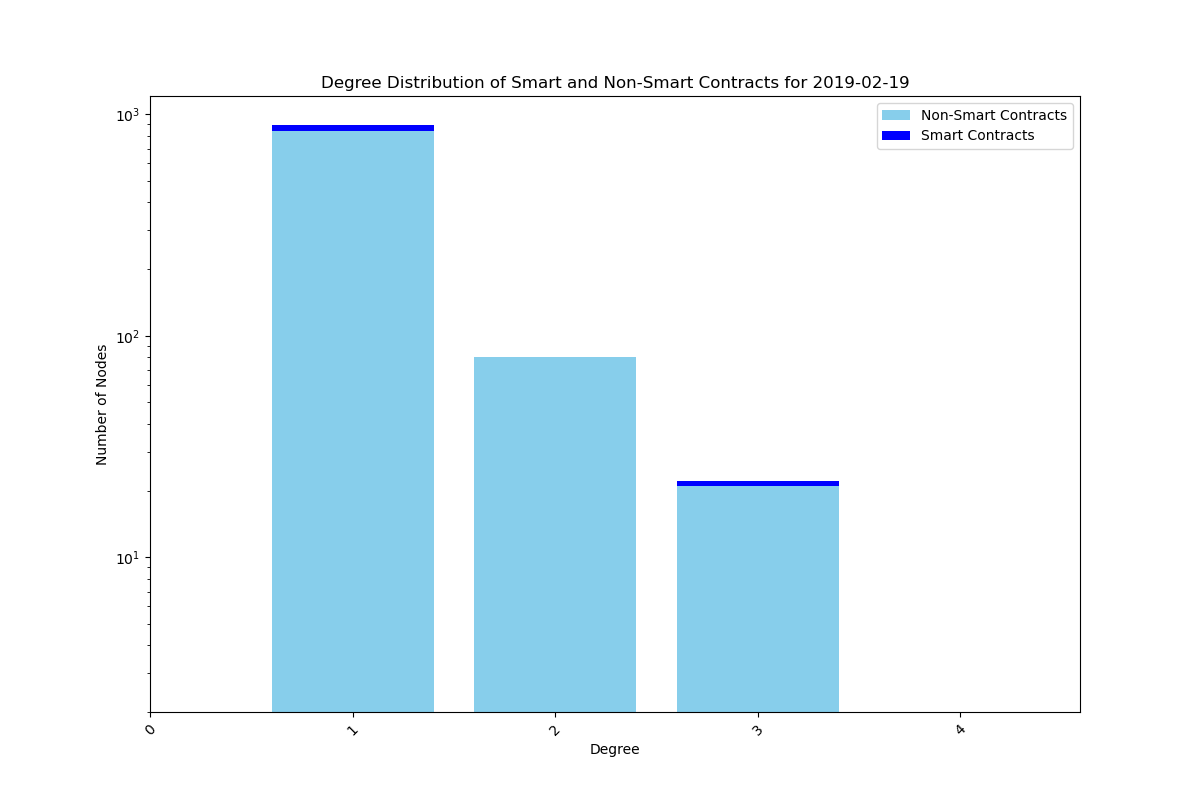 Degree Distribution of Smart and Non-Smart Contracts for 2019-02-19
Non-Smart Contracts
Smart Contracts
Number of Nodes
10³
10²
10¹
0
1
2
3
4
Degree